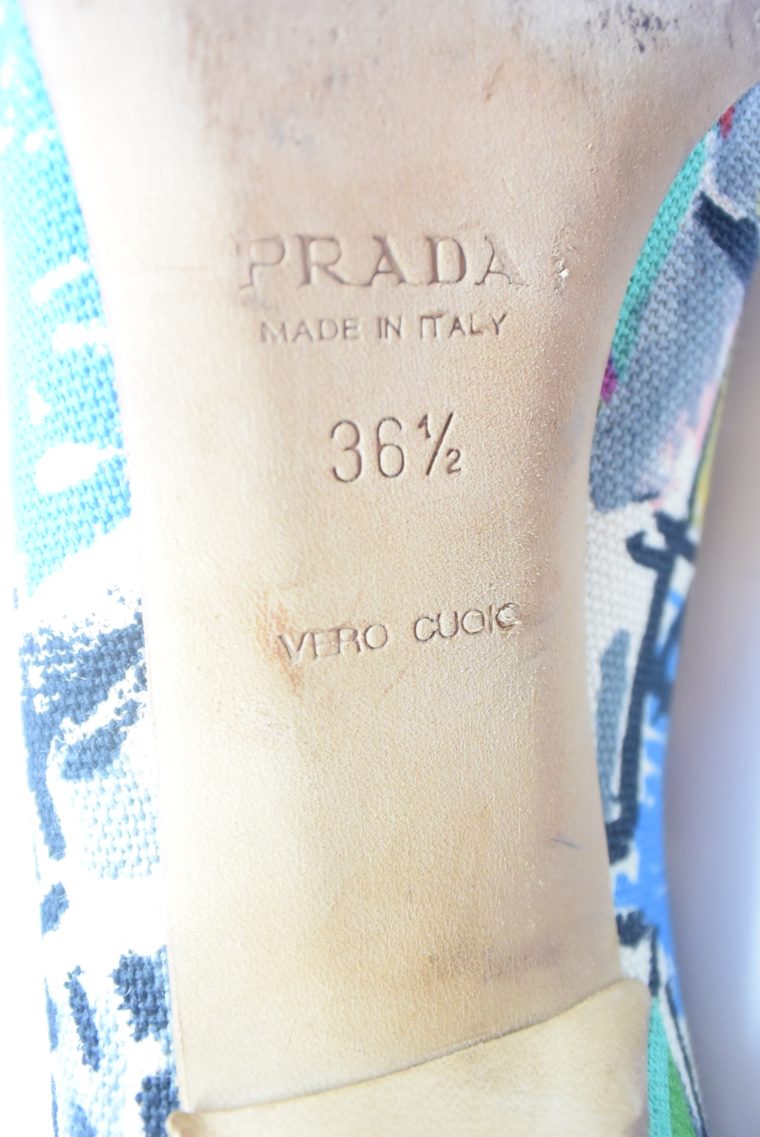 PRADA
MADE IN ITALY
36½
VERO CUOIO